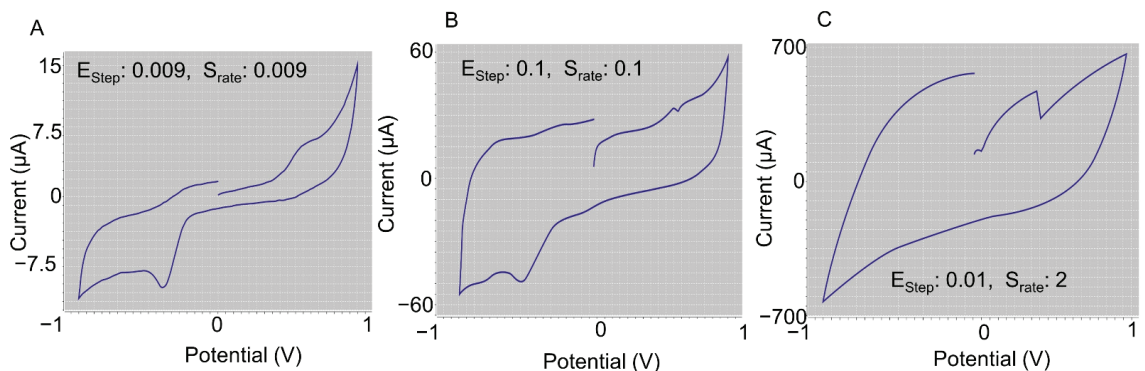 A
E_Step: 0.009, S_rate: 0.009
15
7.5
0
−7.5
Current (µA)
−1
0
1
Potential (V)
B
E_Step: 0.1, S_rate: 0.1
60
0
−60
Current (µA)
−1
0
1
Potential (V)
C
700
0
−700
Current (µA)
E_Step: 0.01, S_rate: 2
−1
0
1
Potential (V)